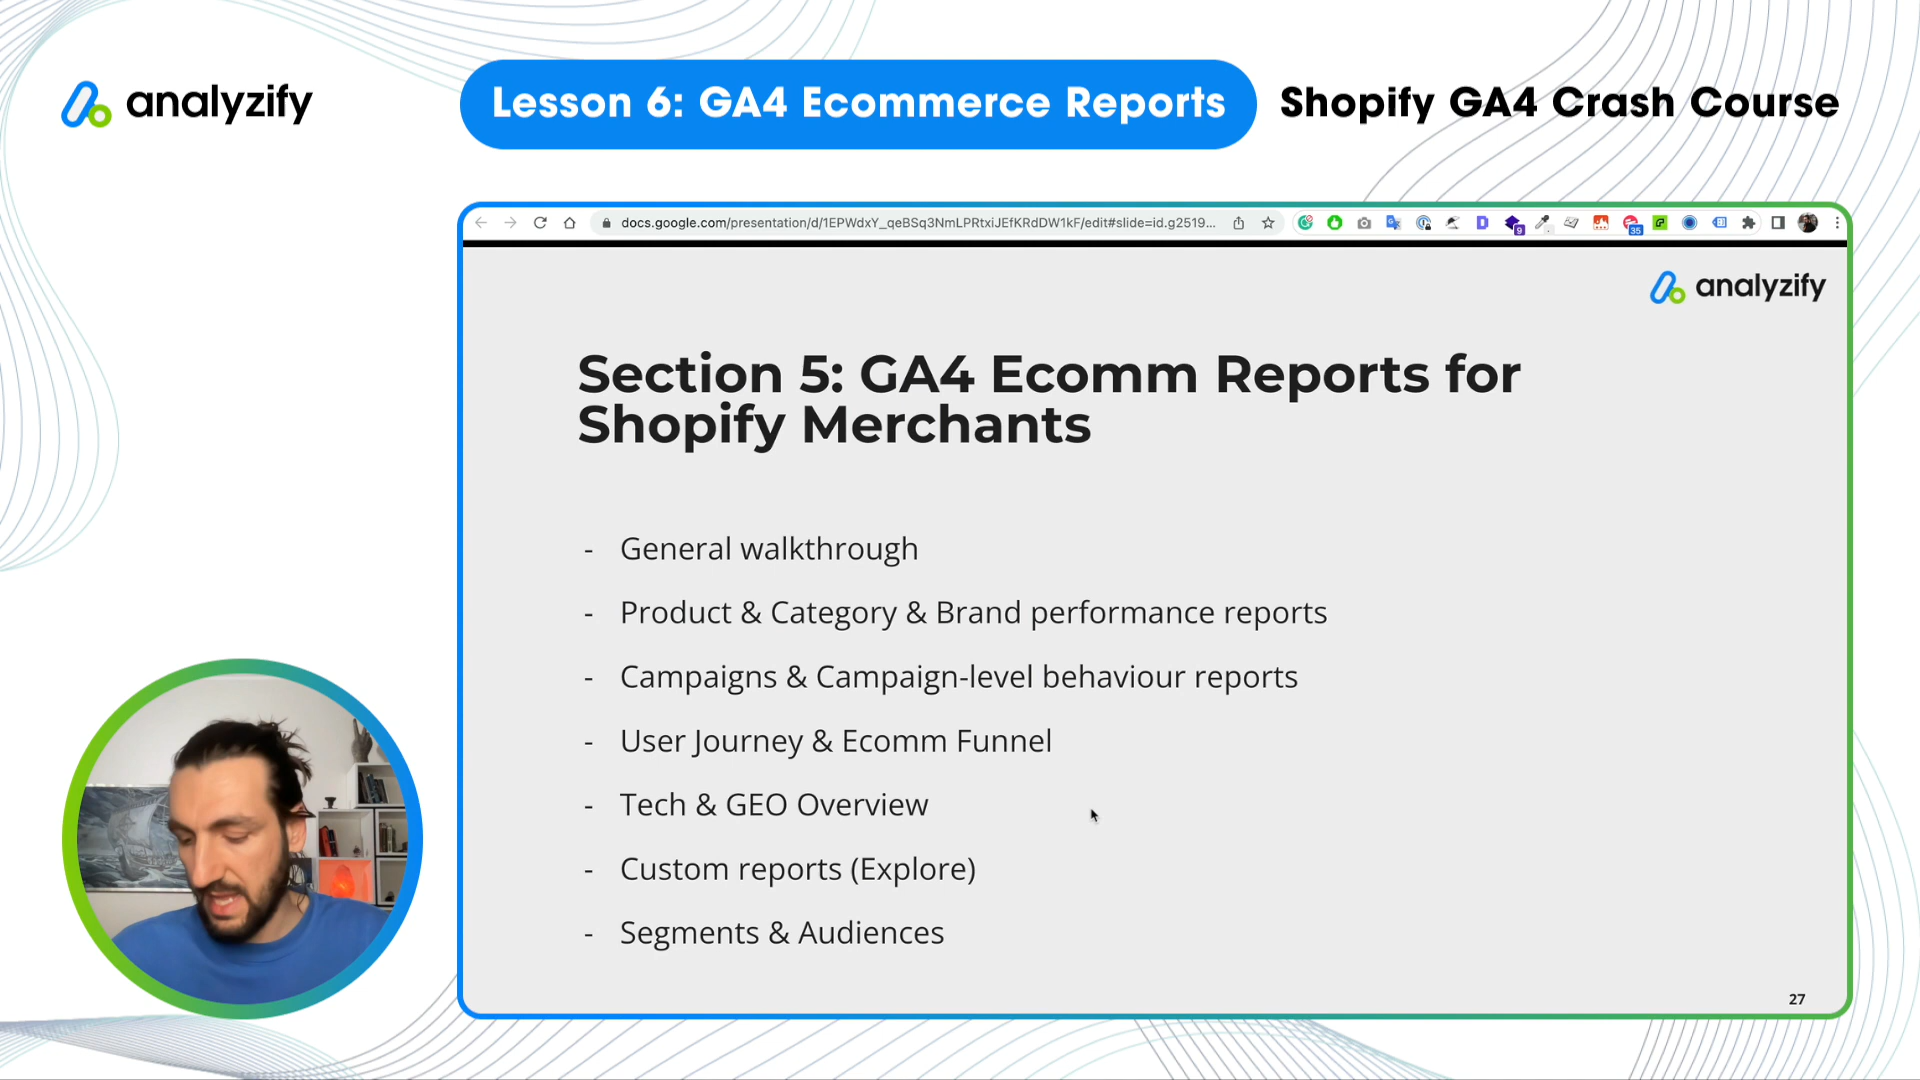 analyzify
Lesson 6: GA4 Ecommerce Reports
Shopify GA4 Crash Course
docs.google.com/presentation/d/1EPWdxY_qeBSq3NmLPRtxiJEfKRdDW1kF/edit#slide=id.g2519...
9
35
analyzify
Section 5: GA4 Ecomm Reports for
Shopify Merchants
- General walkthrough
- Product & Category & Brand performance reports
- Campaigns & Campaign-level behaviour reports
- User Journey & Ecomm Funnel
- Tech & GEO Overview
- Custom reports (Explore)
- Segments & Audiences
27